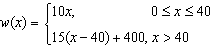 w(x) = { 10x, 0 ≤ x ≤ 40
15(x − 40) + 400, x > 40